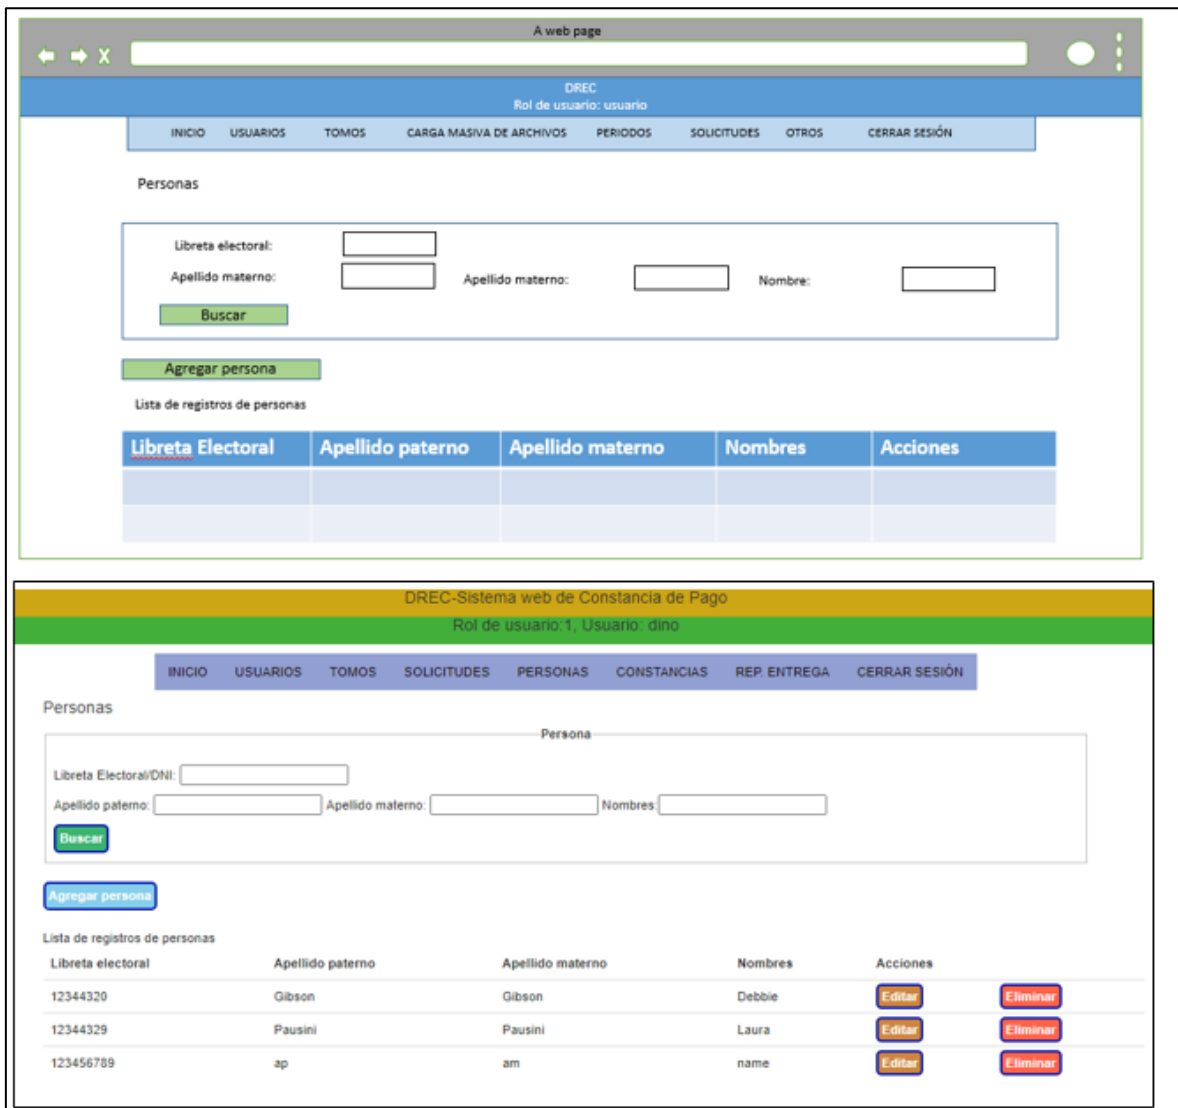 A web page
X
DREC
Rol de usuario: usuario
INICIO USUARIOS TOMOS CARGA MASIVA DE ARCHIVOS PERIODOS SOLICITUDES OTROS CERRAR SESIÓN
Personas
Libreta electoral:
Apellido materno: Apellido materno: Nombre:
Buscar
Agregar persona
Lista de registros de personas
Libreta Electoral Apellido paterno Apellido materno Nombres Acciones
DREC-Sistema web de Constancia de Pago
Rol de usuario:1, Usuario: dino
INICIO USUARIOS TOMOS SOLICITUDES PERSONAS CONSTANCIAS REP. ENTREGA CERRAR SESIÓN
Personas
Persona
Libreta Electoral/DNI:
Apellido paterno: Apellido materno: Nombres:
Buscar
Agregar persona
Lista de registros de personas
Libreta electoral Apellido paterno Apellido materno Nombres Acciones
12344320 Gibson Gibson Debbie Editar Eliminar
12344329 Pausini Pausini Laura Editar Eliminar
123456789 ap am name Editar Eliminar